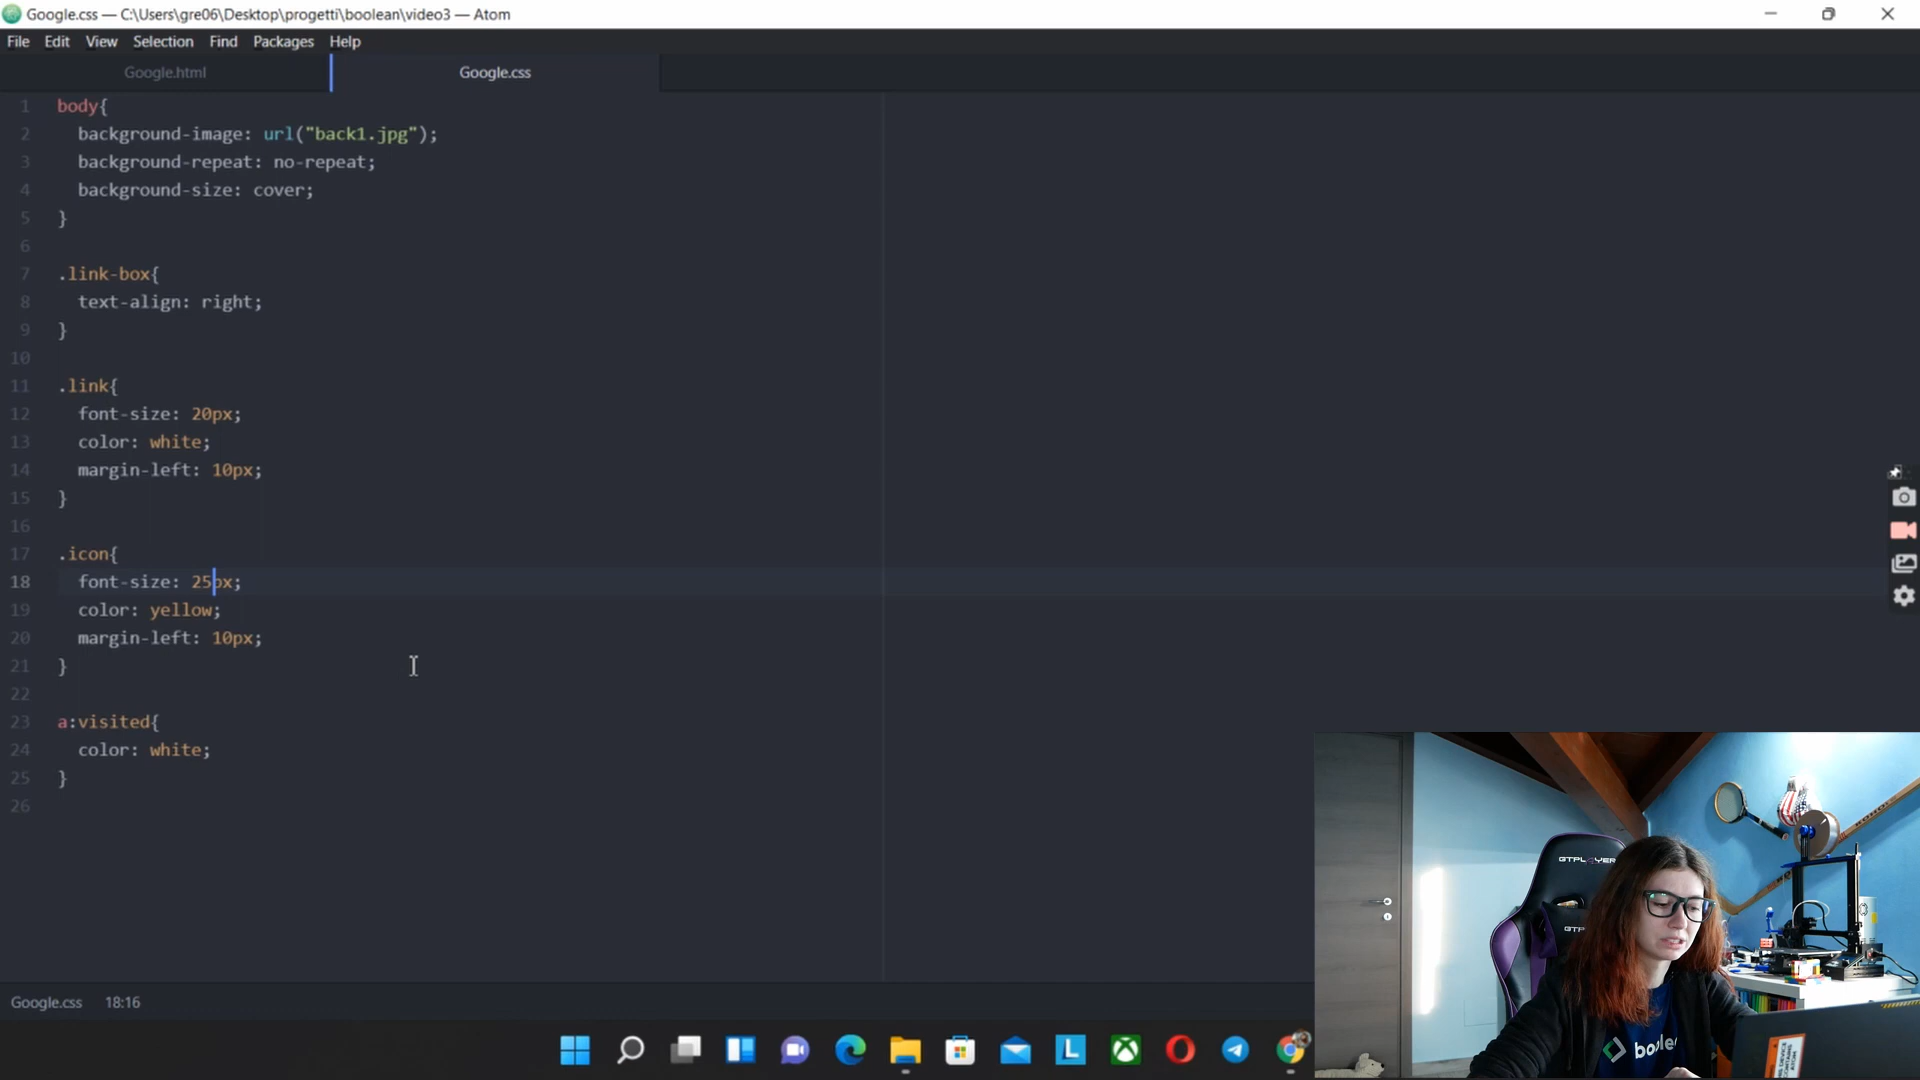 Google.css — C:\Users\gre06\Desktop\progetti\boolean\video3 — Atom
File Edit View Selection Find Packages Help
Google.html Google.css
1 body{
2 background-image: url("back1.jpg");
3 background-repeat: no-repeat;
4 background-size: cover;
5 }
6
7 .link-box{
8 text-align: right;
9 }
10
11 .link{
12 font-size: 20px;
13 color: white;
14 margin-left: 10px;
15 }
16
17 .icon{
18 font-size: 25px;
19 color: yellow;
20 margin-left: 10px;
21 }
22
23 a:visited{
24 color: white;
25 }
26
Google.css 18:16
L
GTPLAYER
GTP
boolea